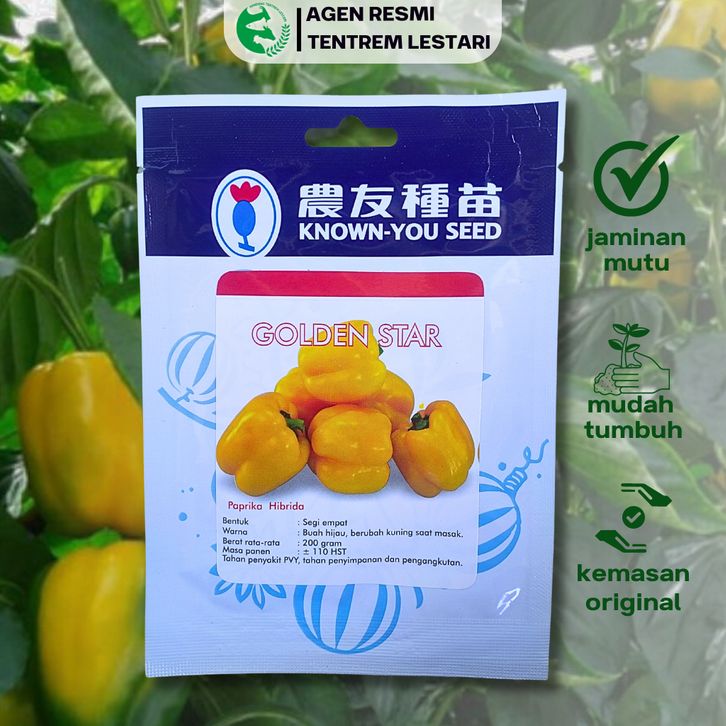 AGEN RESMI
TENTREM LESTARI
農友種苗
KNOWN-YOU SEED
GOLDEN STAR
Paprika Hibrida
Bentuk : Segi empat
Warna : Buah hijau, berubah kuning saat masak.
Berat rata-rata : 200 gram
Masa panen : ± 110 HST
Tahan penyakit PVY, tahan penyimpanan dan pengangkutan.
jaminan
mutu
mudah
tumbuh
kemasan
original